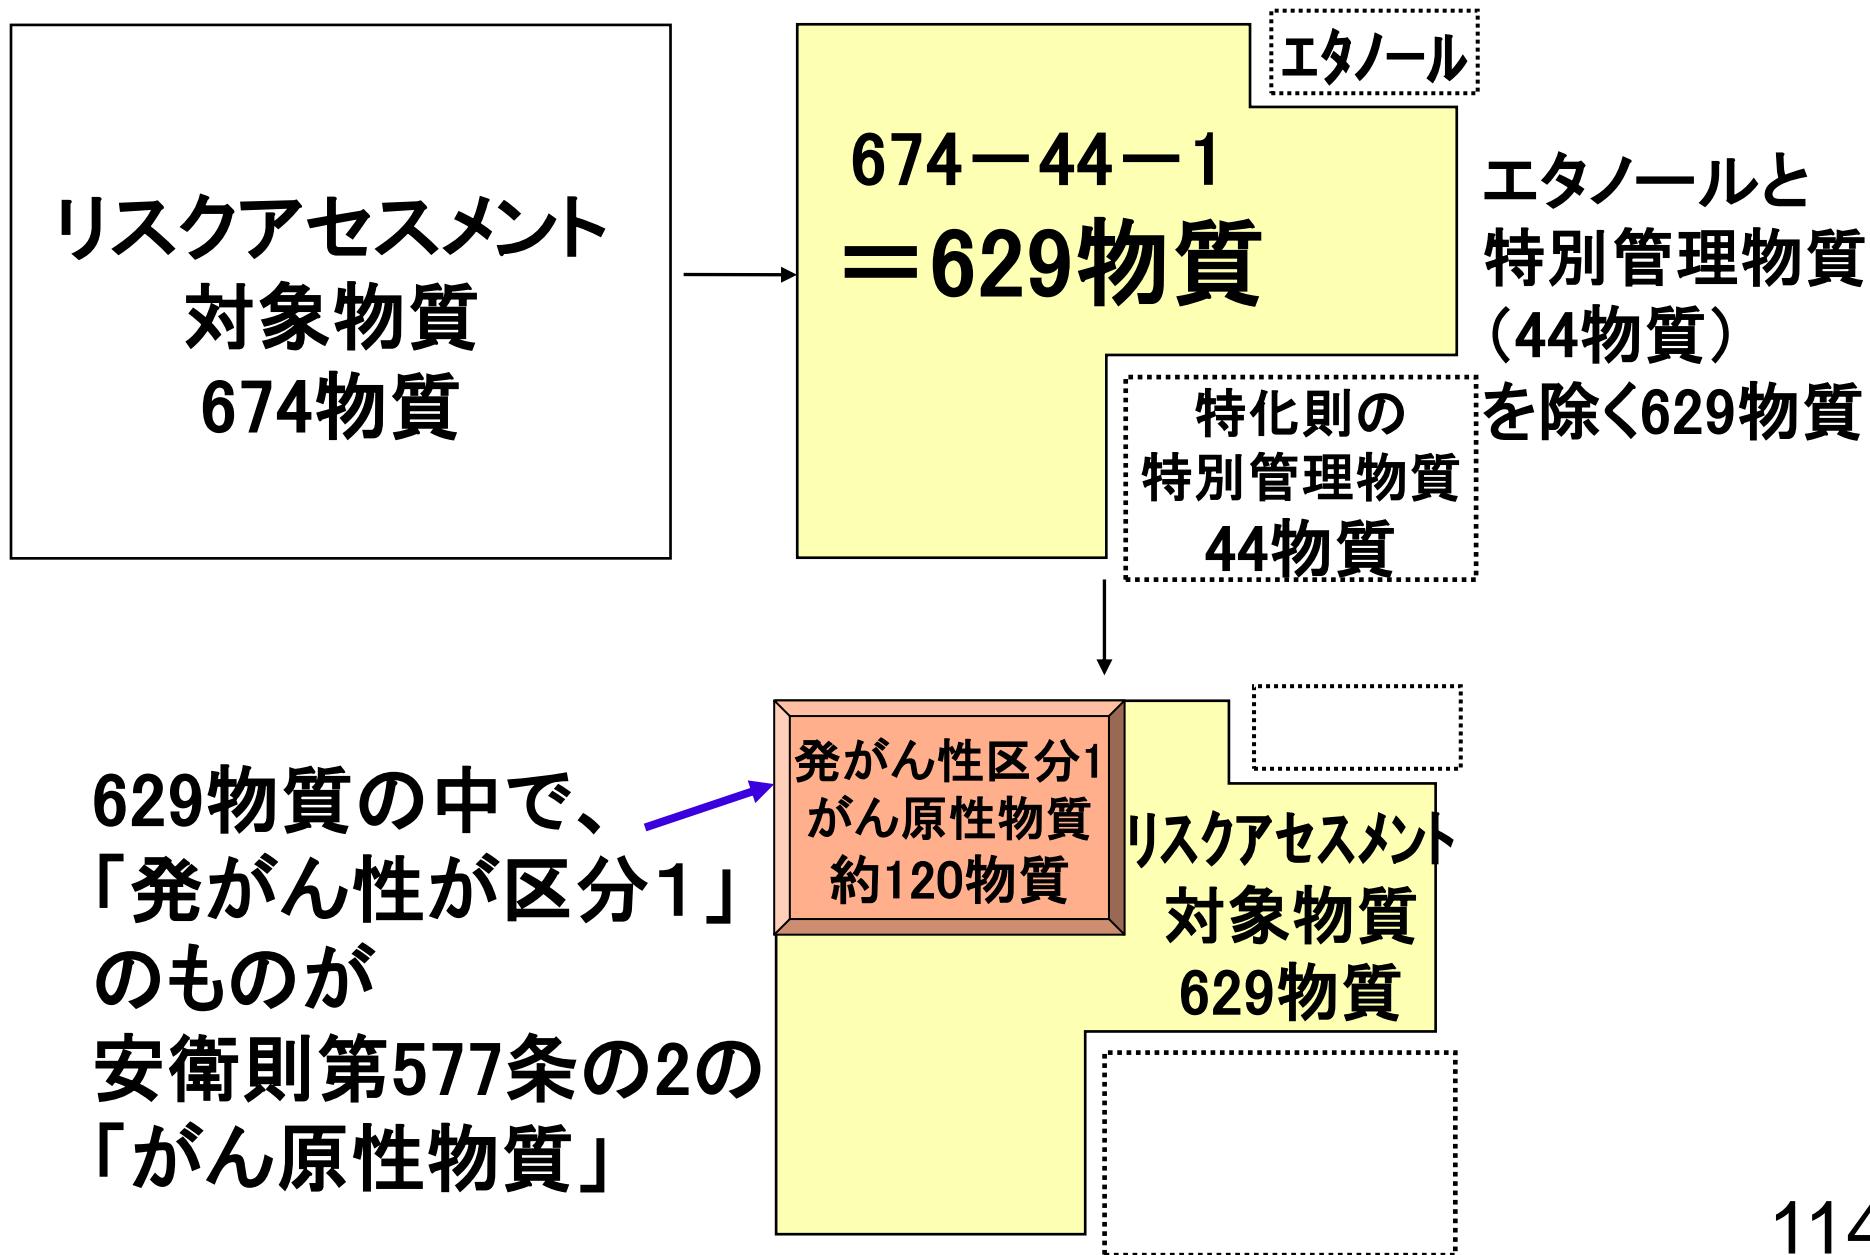 リスクアセスメント
対象物質
674物質
674－44－1
＝629物質
エタノール
エタノールと
特別管理物質
（44物質）
を除く629物質
特化則の
特別管理物質
44物質
629物質の中で、
「発がん性が区分１」
のものが
安衛則第577条の2の
「がん原性物質」
発がん性区分1
がん原性物質
約120物質
リスクアセスメント
対象物質
629物質
114